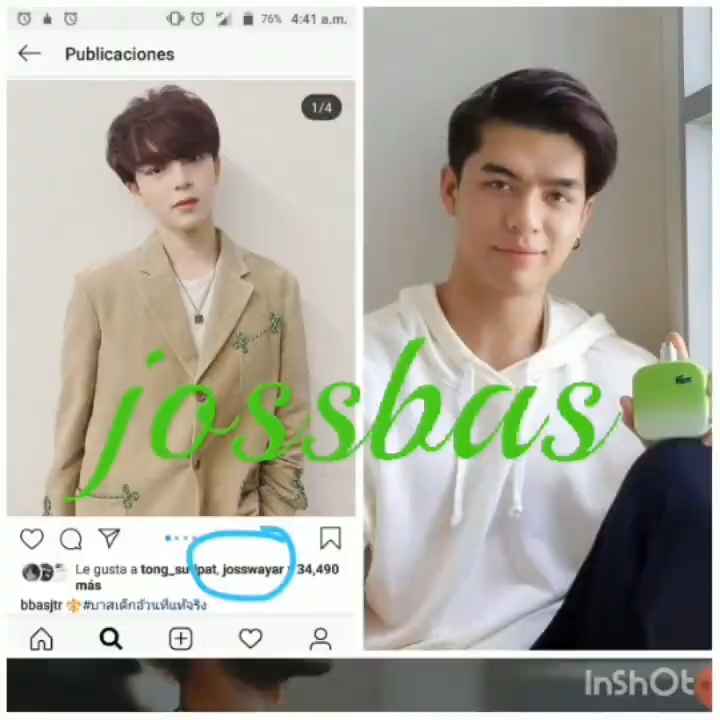 76% 4:41 a.m.
Publicaciones
1/4
jossbas
Le gusta a tong_su pat, josswayar y 34,490
más
bbasjtr #บาสเด็กอ้วนที่แท้จริง
InShOt